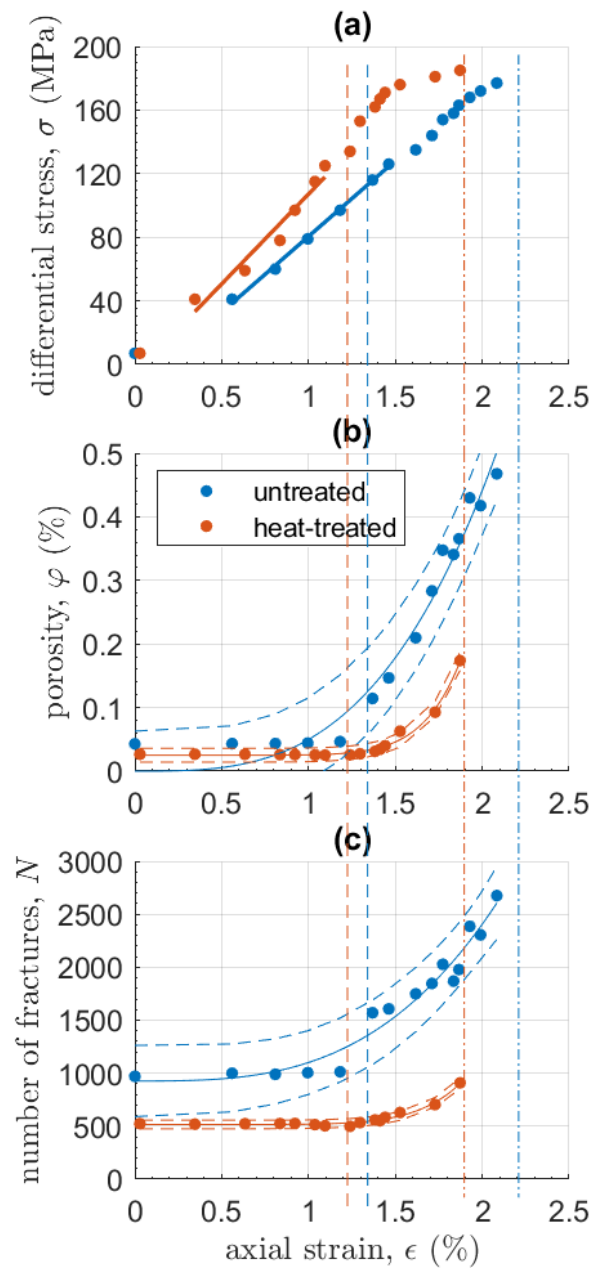 (a)
differential stress, σ (MPa)
200
160
120
80
40
0
0 0.5 1 1.5 2 2.5
(b)
porosity, φ (%)
0.5
0.4
0.3
0.2
0.1
0
untreated
heat-treated
0 0.5 1 1.5 2 2.5
(c)
number of fractures, N
3000
2500
2000
1500
1000
500
0
0 0.5 1 1.5 2 2.5
axial strain, ϵ (%)